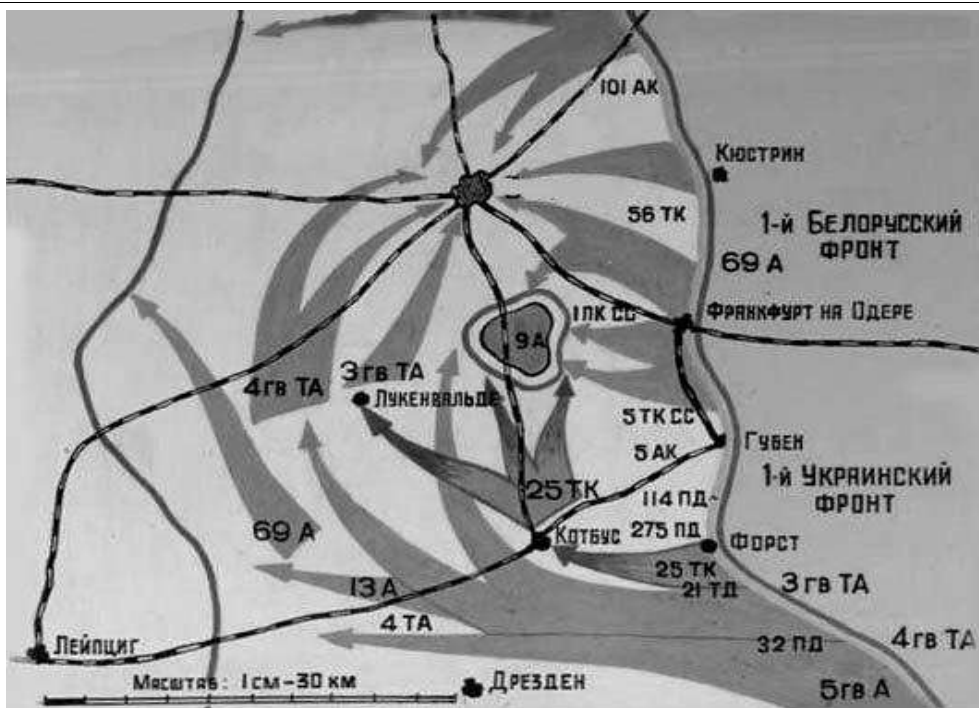 101 АК
Кюстрин
56 ТК
1-й Белорусский
фронт
69 А
1 ПК СС
Франкфурт на Одере
9А
3 гв ТА
4 гв ТА
Лукенвальде
5 ТК СС
Губен
5 АК
1-й Украинский
фронт
25 ТК
114 ПД
69 А
Котбус
275 ПД
Форст
25 ТК
21 ТД
3 гв ТА
13 А
4 ТА
32 ПД
4 гв ТА
Лейпциг
Масштаб: 1 см – 30 км
Дрезден
5 гв А